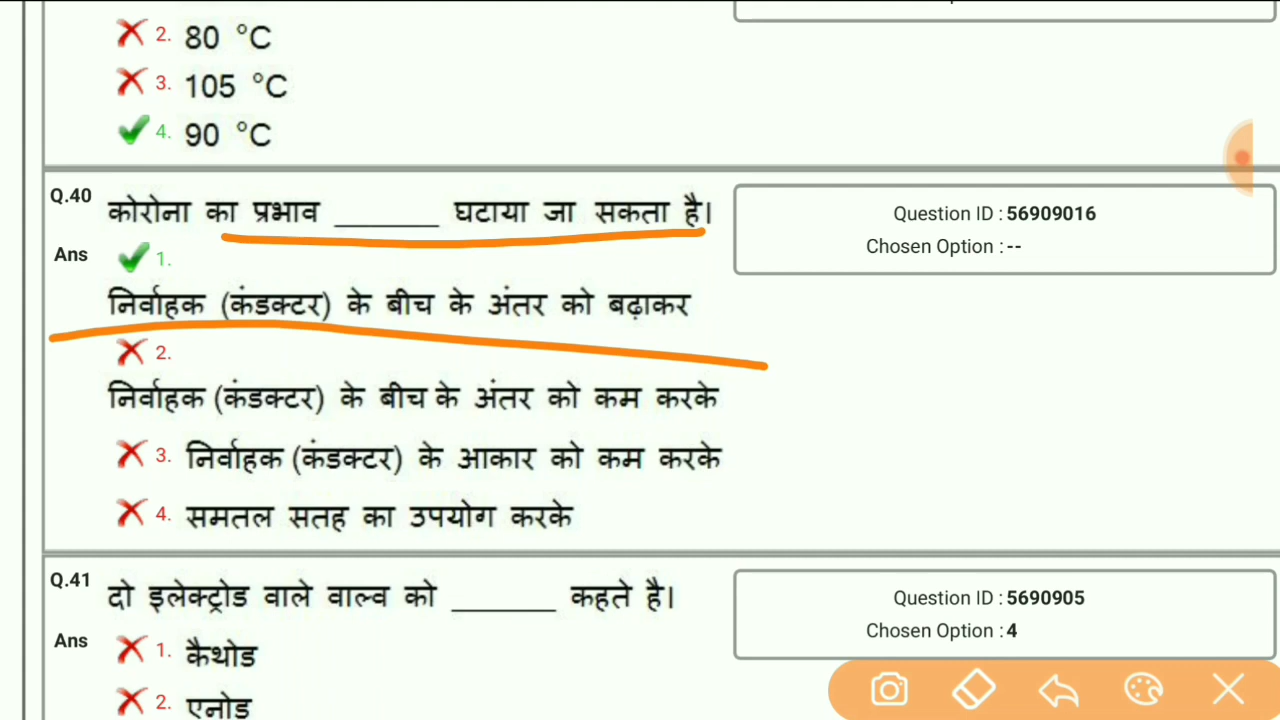 2. 80 °C
3. 105 °C
4. 90 °C
Q.40 कोरोना का प्रभाव ________ घटाया जा सकता है।
Question ID : 56909016
Chosen Option : --
Ans 1.
निर्वाहक (कंडक्टर) के बीच के अंतर को बढ़ाकर
2.
निर्वाहक (कंडक्टर) के बीच के अंतर को कम करके
3. निर्वाहक (कंडक्टर) के आकार को कम करके
4. समतल सतह का उपयोग करके
Q.41 दो इलेक्ट्रोड वाले वाल्व को ________ कहते है।
Question ID : 5690905
Chosen Option : 4
Ans 1. कैथोड
2. एनोड